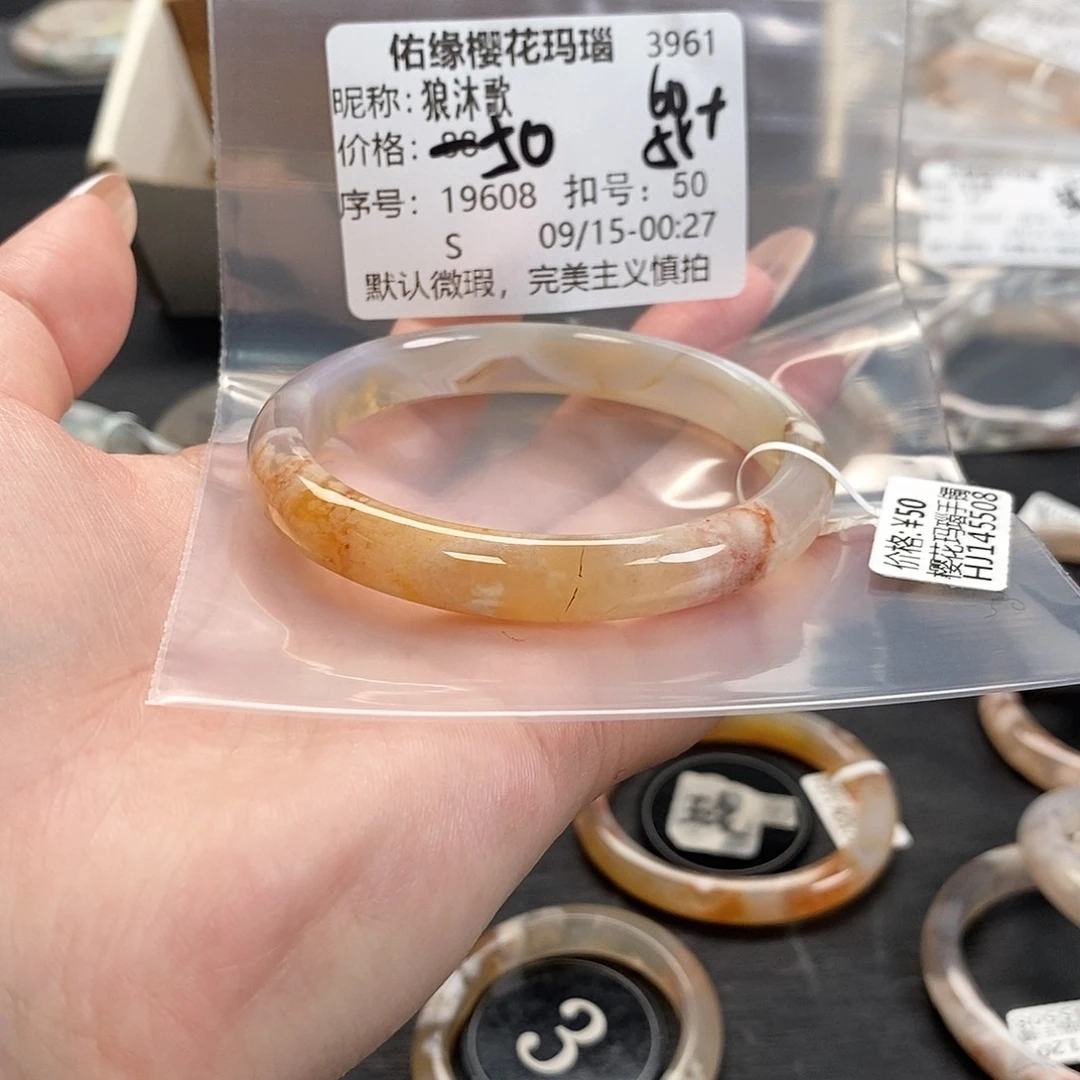 佑缘樱花玛瑙 3961
昵称：狼沐歌
价格： 50
序号：19608 扣号：50
S 09/15-00:27
默认微瑕，完美主义慎拍
价格:¥50
樱花玛瑙手镯
HJ145508
3